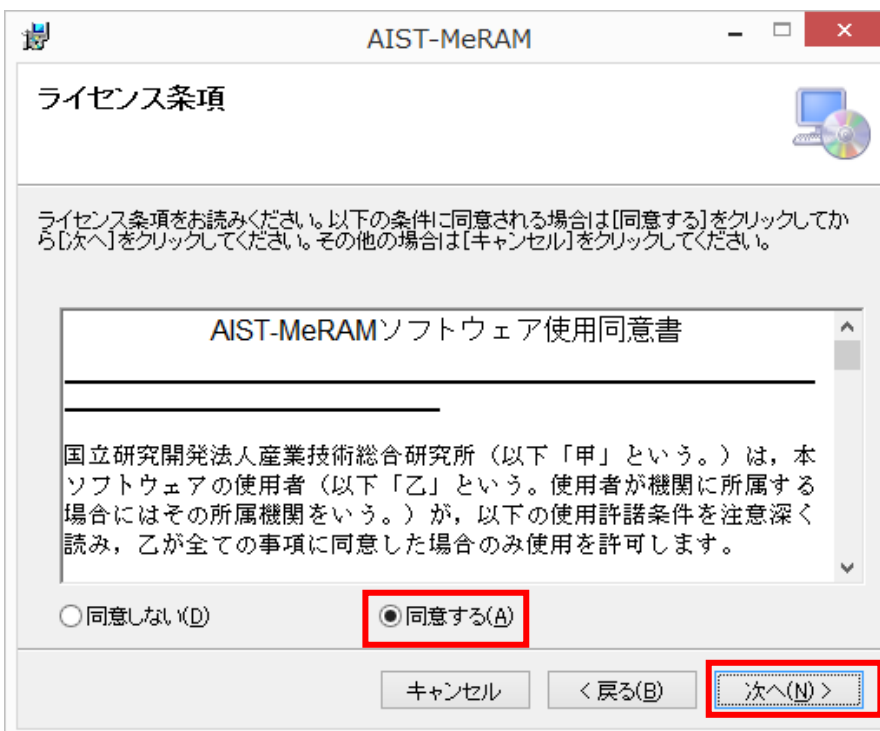 AIST-MeRAM
ライセンス条項
ライセンス条項をお読みください。以下の条件に同意される場合は[同意する]をクリックしてか
ら[次へ]をクリックしてください。その他の場合は[キャンセル]をクリックしてください。
AIST-MeRAMソフトウェア使用同意書
国立研究開発法人産業技術総合研究所（以下「甲」という。）は，本
ソフトウェアの使用者（以下「乙」という。使用者が機関に所属する
場合にはその所属機関をいう。）が，以下の使用許諾条件を注意深く
読み，乙が全ての事項に同意した場合のみ使用を許可します。
同意しない(D)
同意する(A)
キャンセル
< 戻る(B)
次へ(N) >